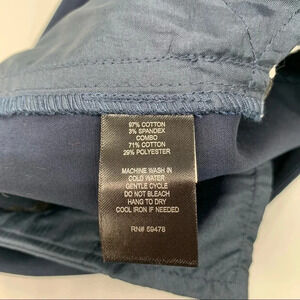 97% COTTON
3% SPANDEX
COMBO
71% COTTON
29% POLYESTER
MACHINE WASH IN
COLD WATER
GENTLE CYCLE
DO NOT BLEACH
HANG TO DRY
COOL IRON IF NEEDED
RN# 59478